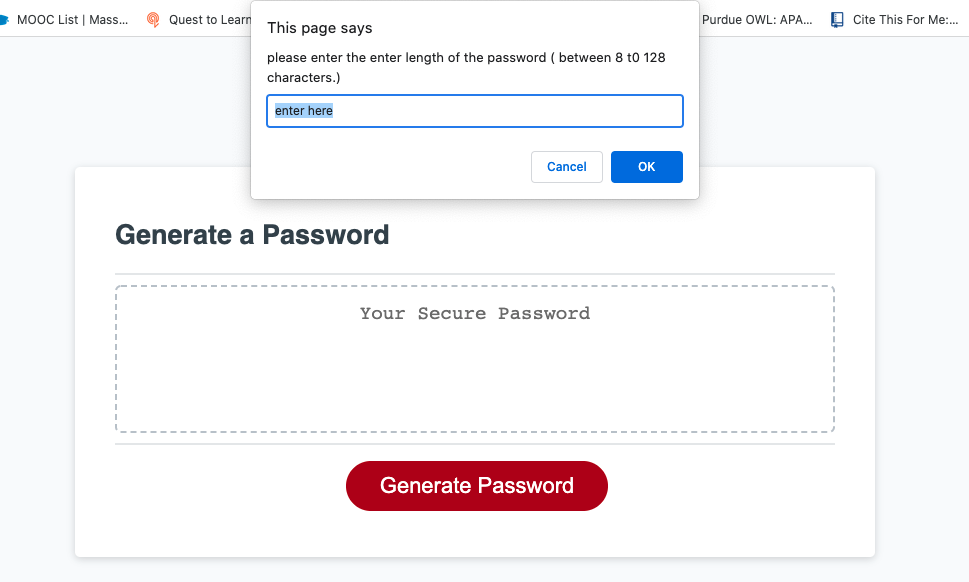 MOOC List | Mass... Quest to Learn Purdue OWL: APA... Cite This For Me:...
This page says
please enter the enter length of the password ( between 8 t0 128
characters.)
enter here
Cancel OK
Generate a Password
Your Secure Password
Generate Password